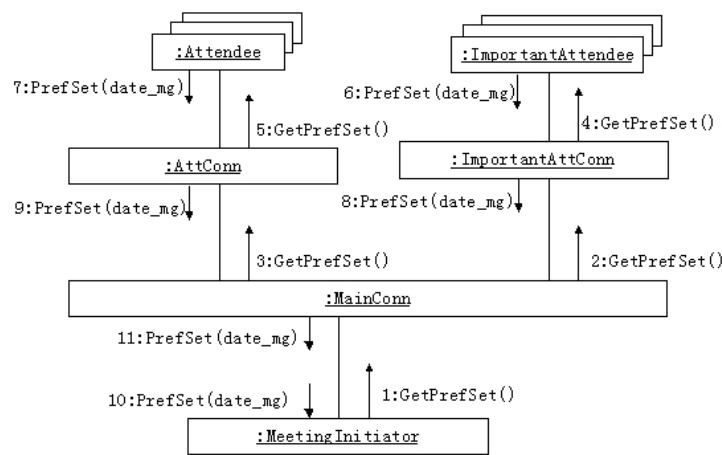 :Attendee
:ImportantAttendee
7:PrefSet(date_mg)
6:PrefSet(date_mg)
5:GetPrefSet()
4:GetPrefSet()
:AttConn
:ImportantAttConn
9:PrefSet(date_mg)
8:PrefSet(date_mg)
3:GetPrefSet()
2:GetPrefSet()
:MainConn
11:PrefSet(date_mg)
10:PrefSet(date_mg)
1:GetPrefSet()
:MeetingInitiator